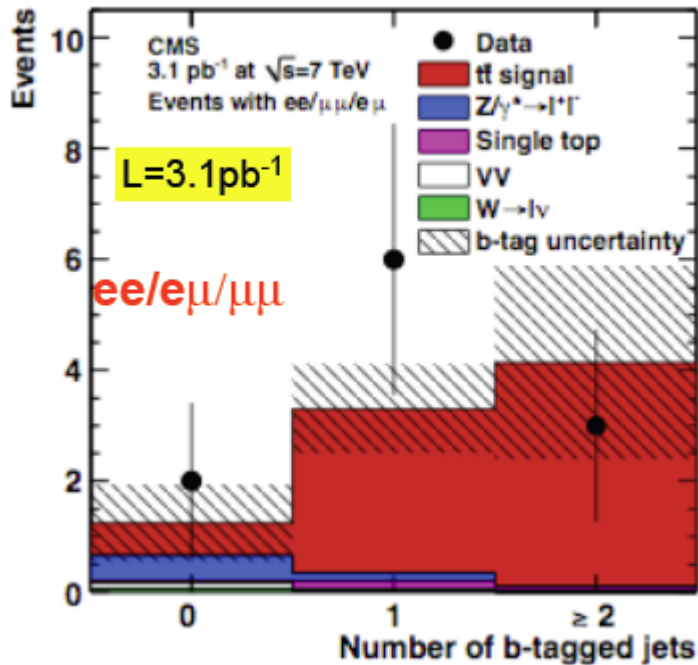 Events
10
8
6
4
2
0
CMS
3.1 pb⁻¹ at √s=7 TeV
Events with ee/μμ/eμ
L=3.1pb⁻¹
ee/eμ/μμ
Data
tt̄ signal
Z/γ*→l⁺l⁻
Single top
VV
W→lν
b-tag uncertainty
0 1 ≥ 2
Number of b-tagged jets